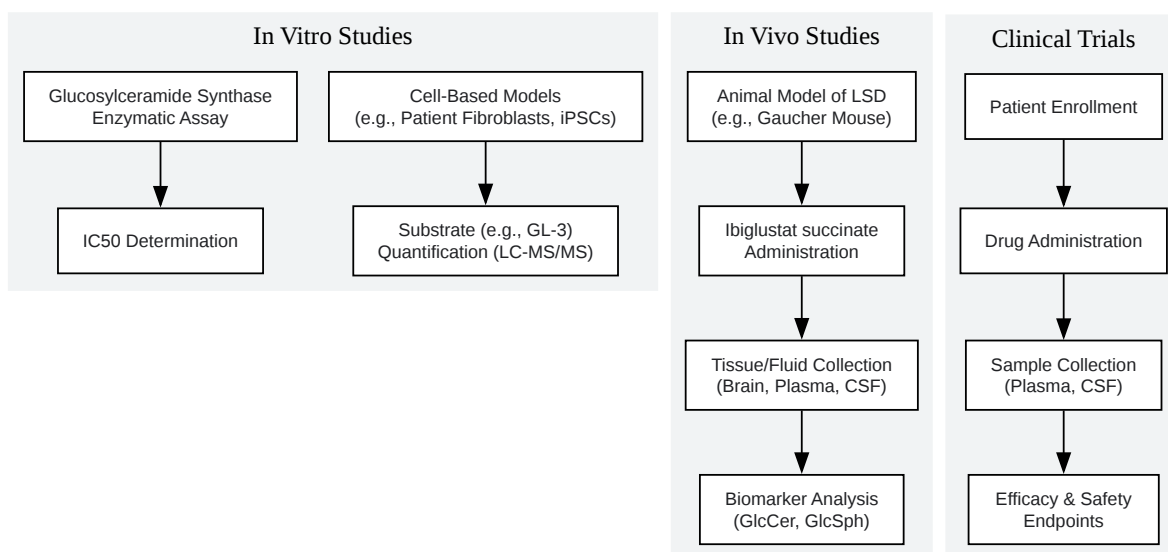 In Vitro Studies
Glucosylceramide Synthase
Enzymatic Assay
IC50 Determination
Cell-Based Models
(e.g., Patient Fibroblasts, iPSCs)
Substrate (e.g., GL-3)
Quantification (LC-MS/MS)
In Vivo Studies
Animal Model of LSD
(e.g., Gaucher Mouse)
Ibiglustat succinate
Administration
Tissue/Fluid Collection
(Brain, Plasma, CSF)
Biomarker Analysis
(GlcCer, GlcSph)
Clinical Trials
Patient Enrollment
Drug Administration
Sample Collection
(Plasma, CSF)
Efficacy & Safety
Endpoints